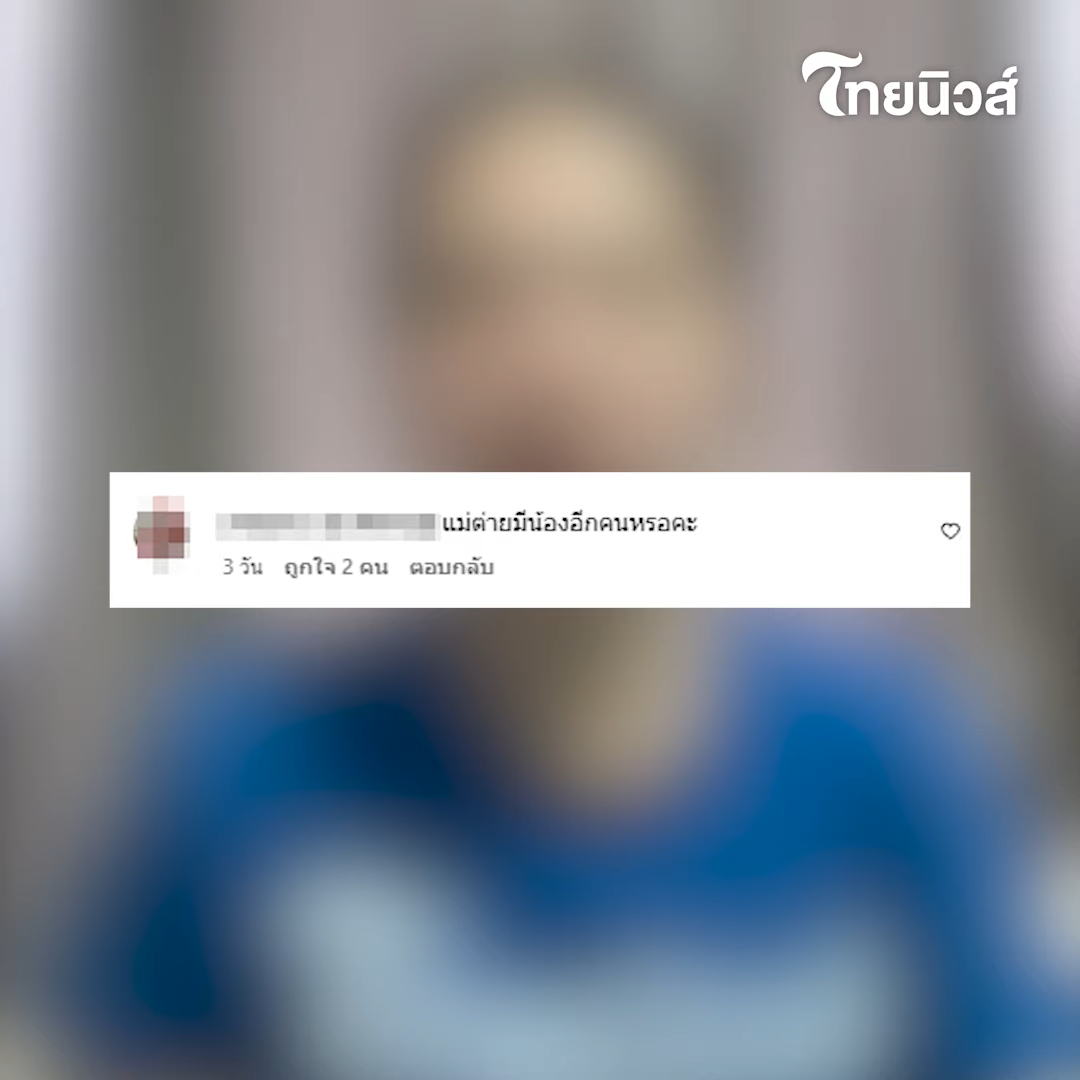 ไทยนิวส์
แม่ต่ายมีน้องอีกคนหรอคะ
3 วัน ถูกใจ 2 คน ตอบกลับ